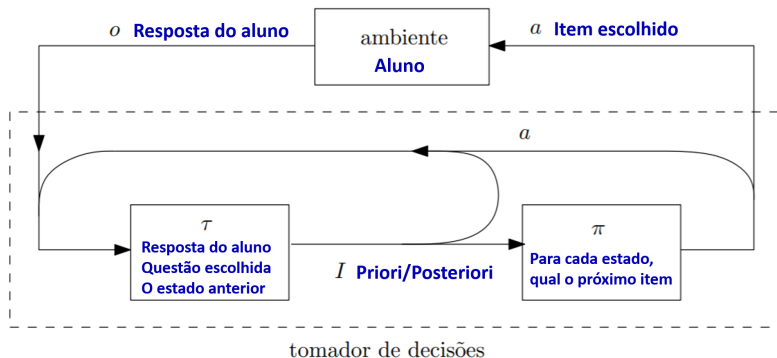 o Resposta do aluno
ambiente
Aluno
a Item escolhido
a
τ
Resposta do aluno
Questão escolhida
O estado anterior
I Priori/Posteriori
π
Para cada estado,
qual o próximo item
tomador de decisões